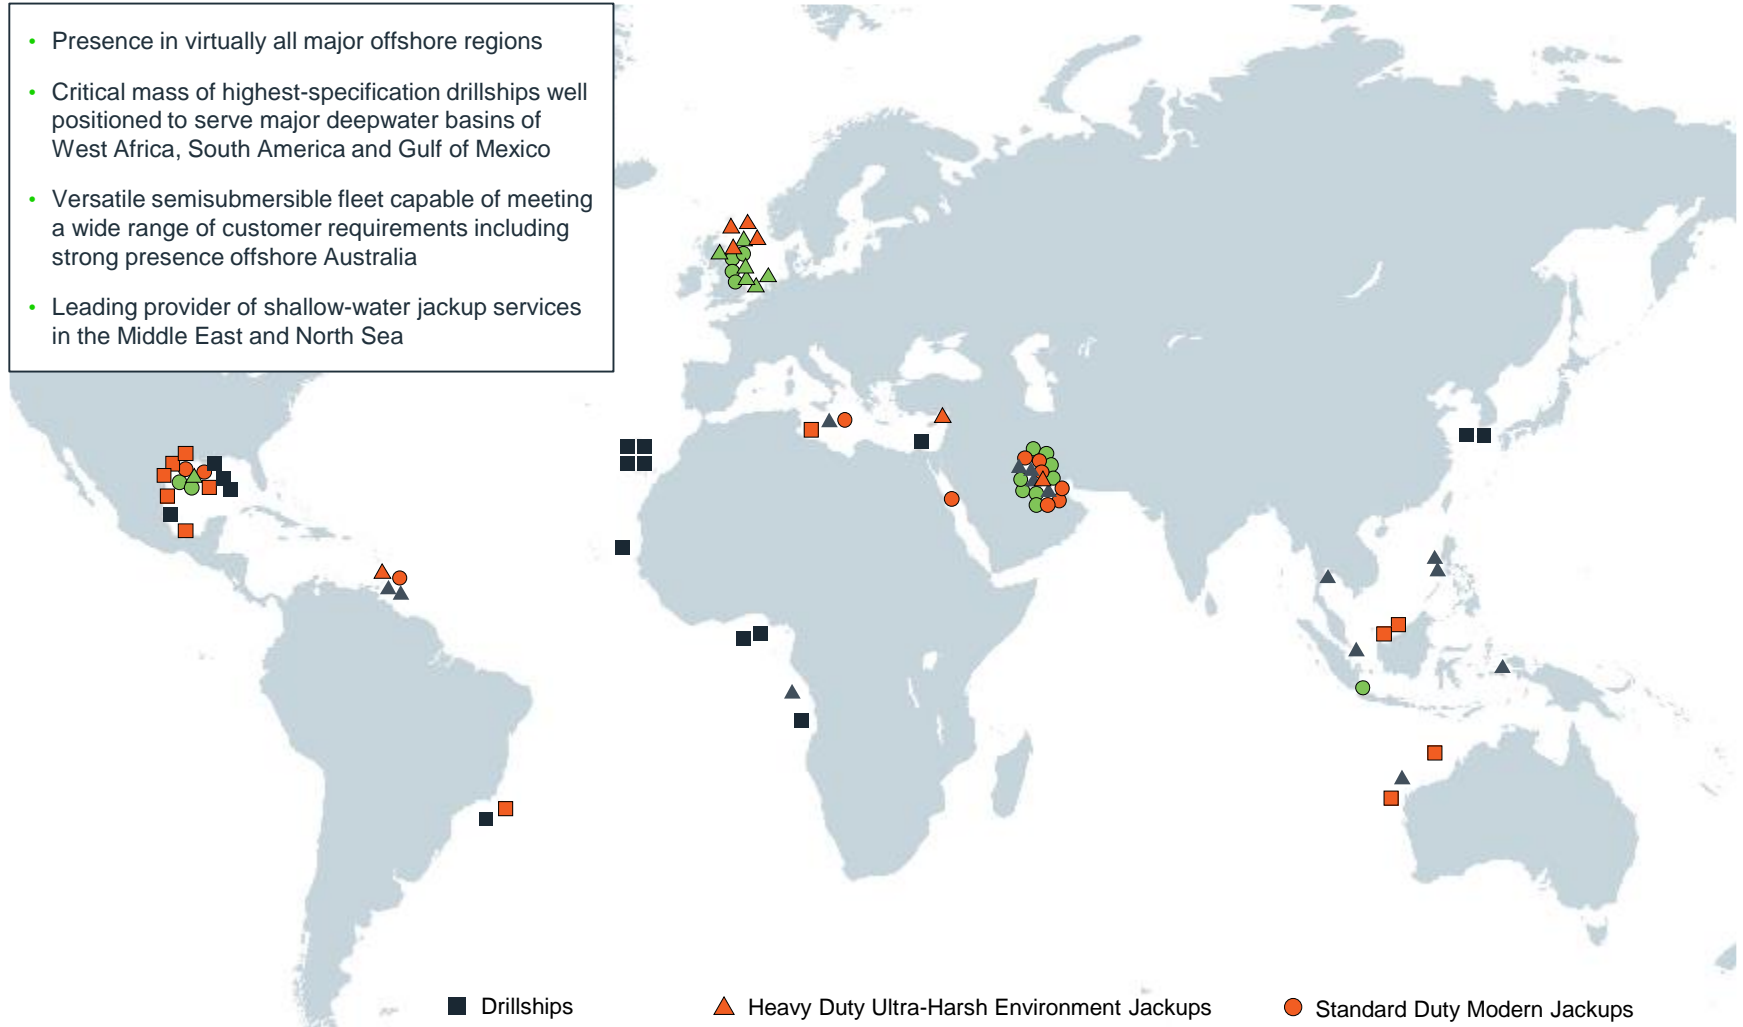 • Presence in virtually all major offshore regions
• Critical mass of highest-specification drillships well
positioned to serve major deepwater basins of
West Africa, South America and Gulf of Mexico
• Versatile semisubmersible fleet capable of meeting
a wide range of customer requirements including
strong presence offshore Australia
• Leading provider of shallow-water jackup services
in the Middle East and North Sea
Drillships
Heavy Duty Ultra-Harsh Environment Jackups
Standard Duty Modern Jackups